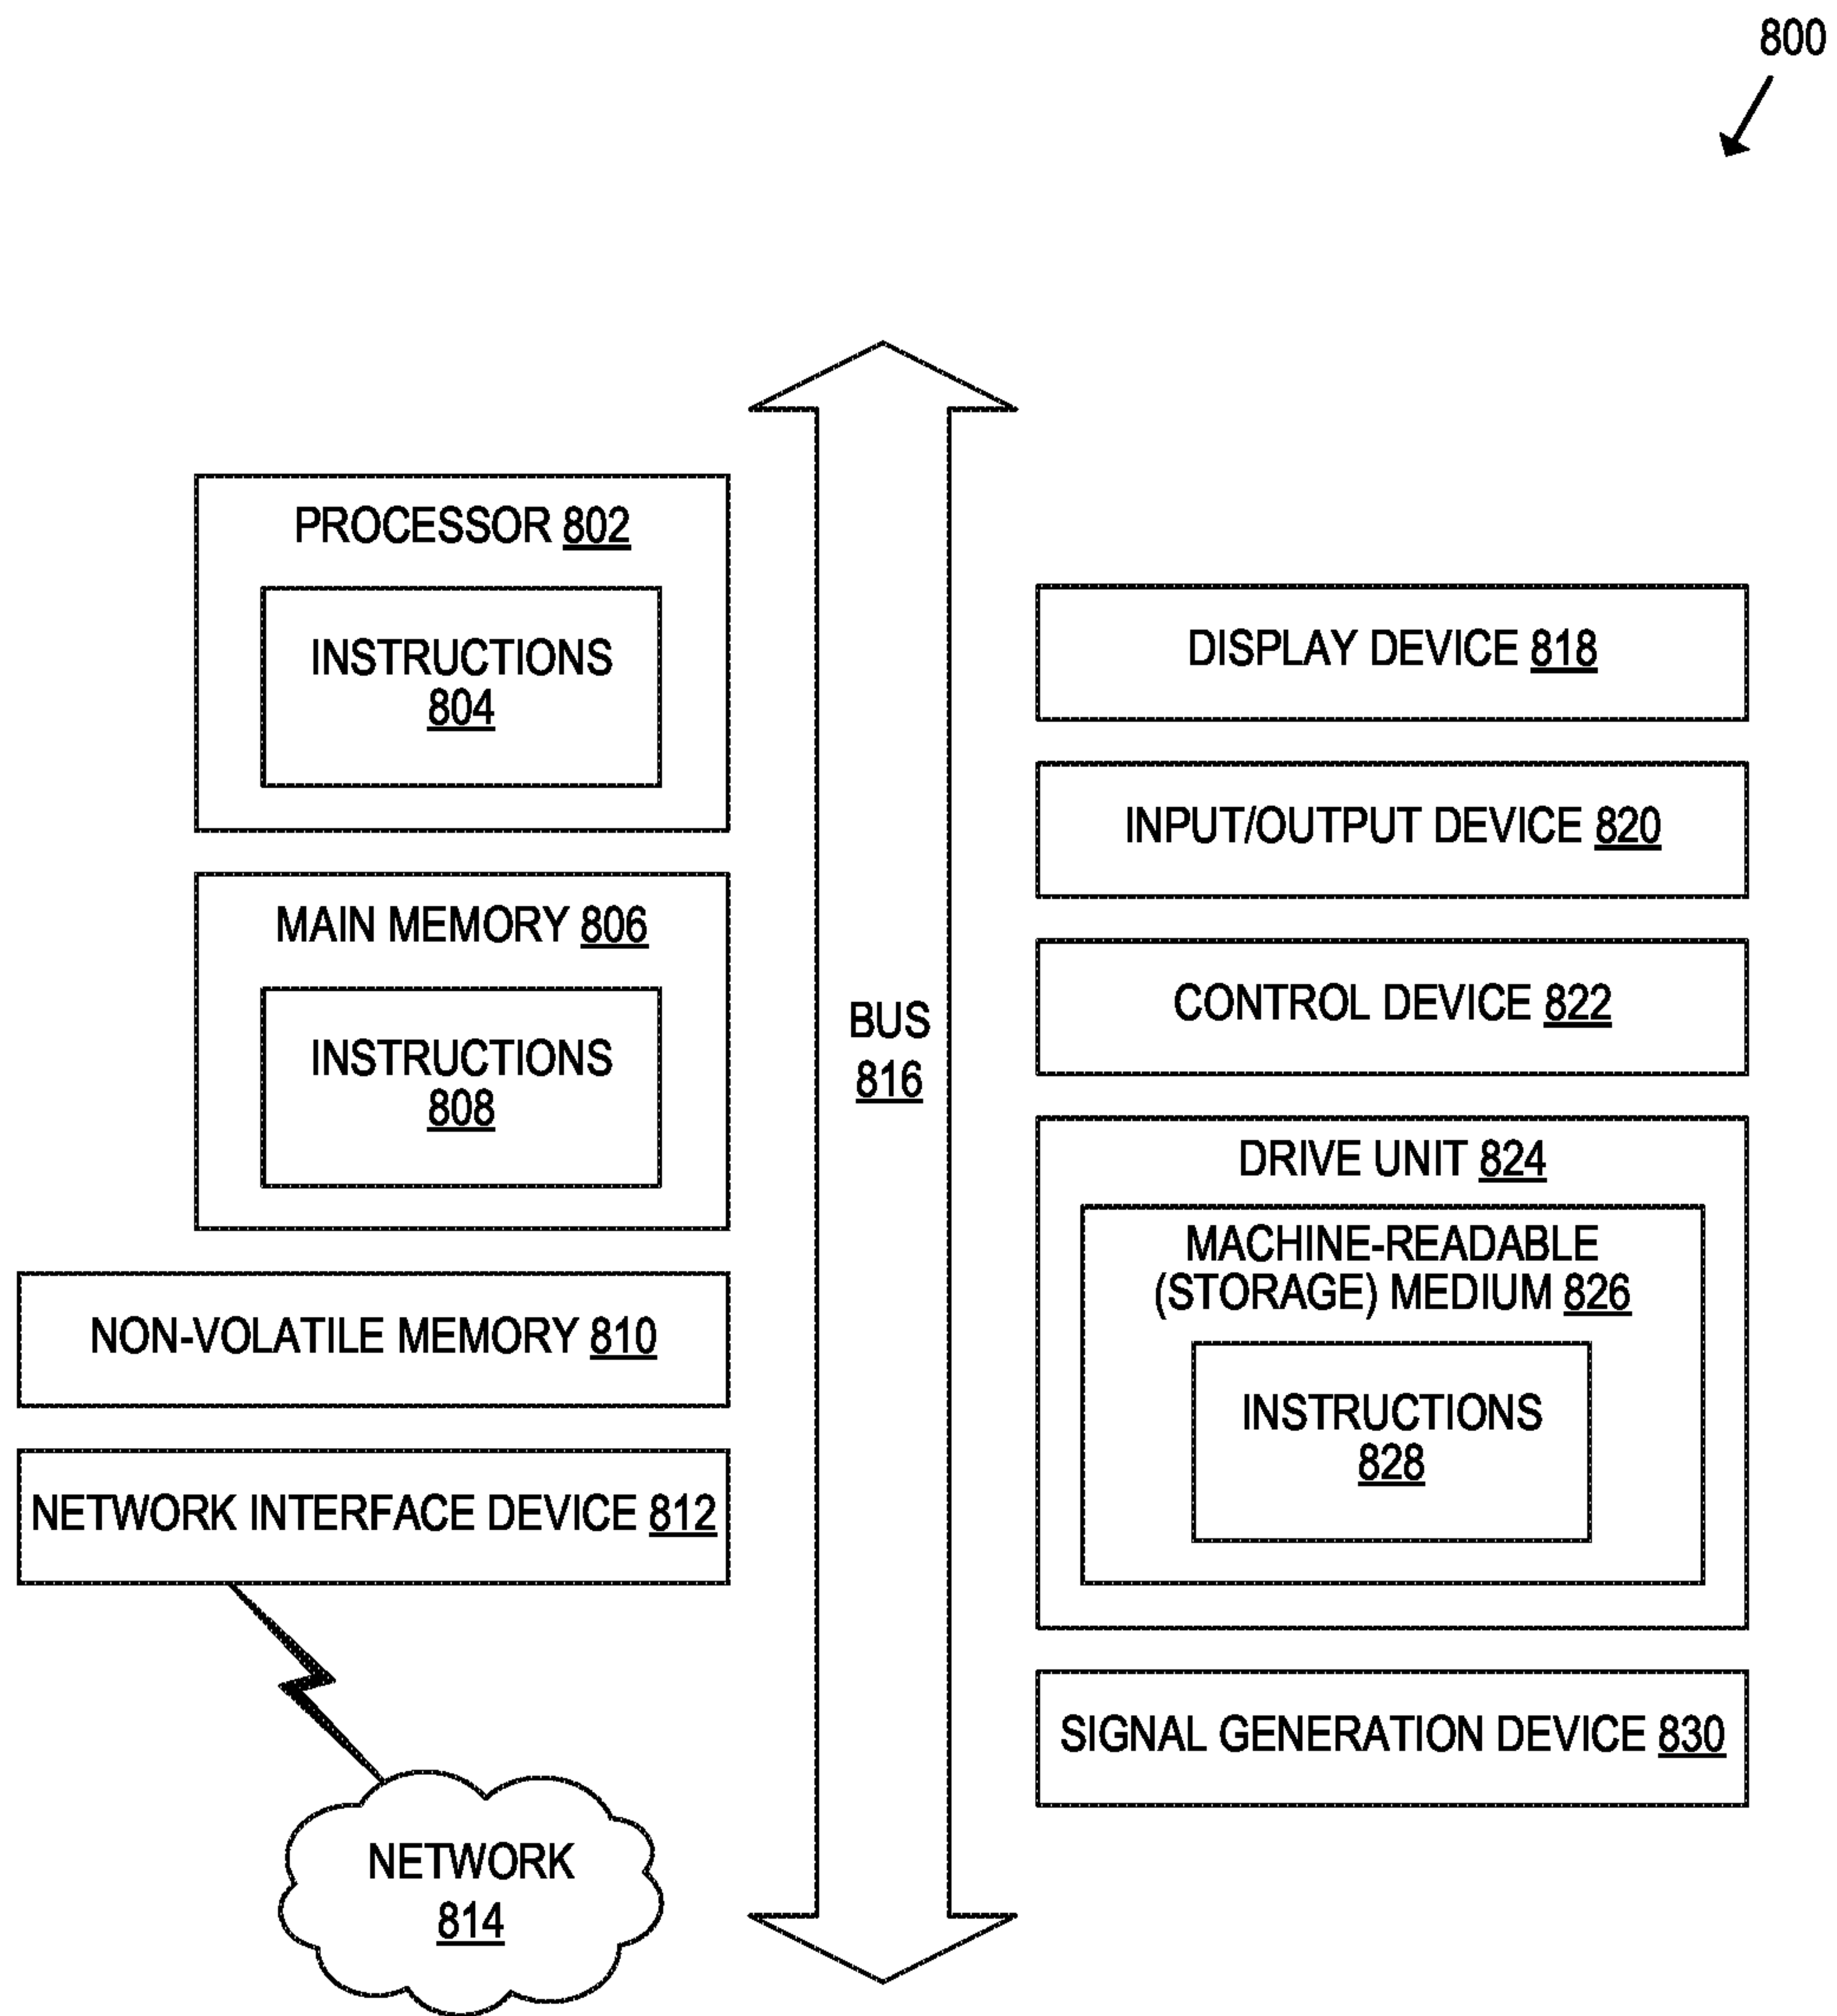 800
PROCESSOR 802
INSTRUCTIONS
804
MAIN MEMORY 806
INSTRUCTIONS
808
NON-VOLATILE MEMORY 810
NETWORK INTERFACE DEVICE 812
NETWORK
814
BUS
816
DISPLAY DEVICE 818
INPUT/OUTPUT DEVICE 820
CONTROL DEVICE 822
DRIVE UNIT 824
MACHINE-READABLE
(STORAGE) MEDIUM 826
INSTRUCTIONS
828
SIGNAL GENERATION DEVICE 830